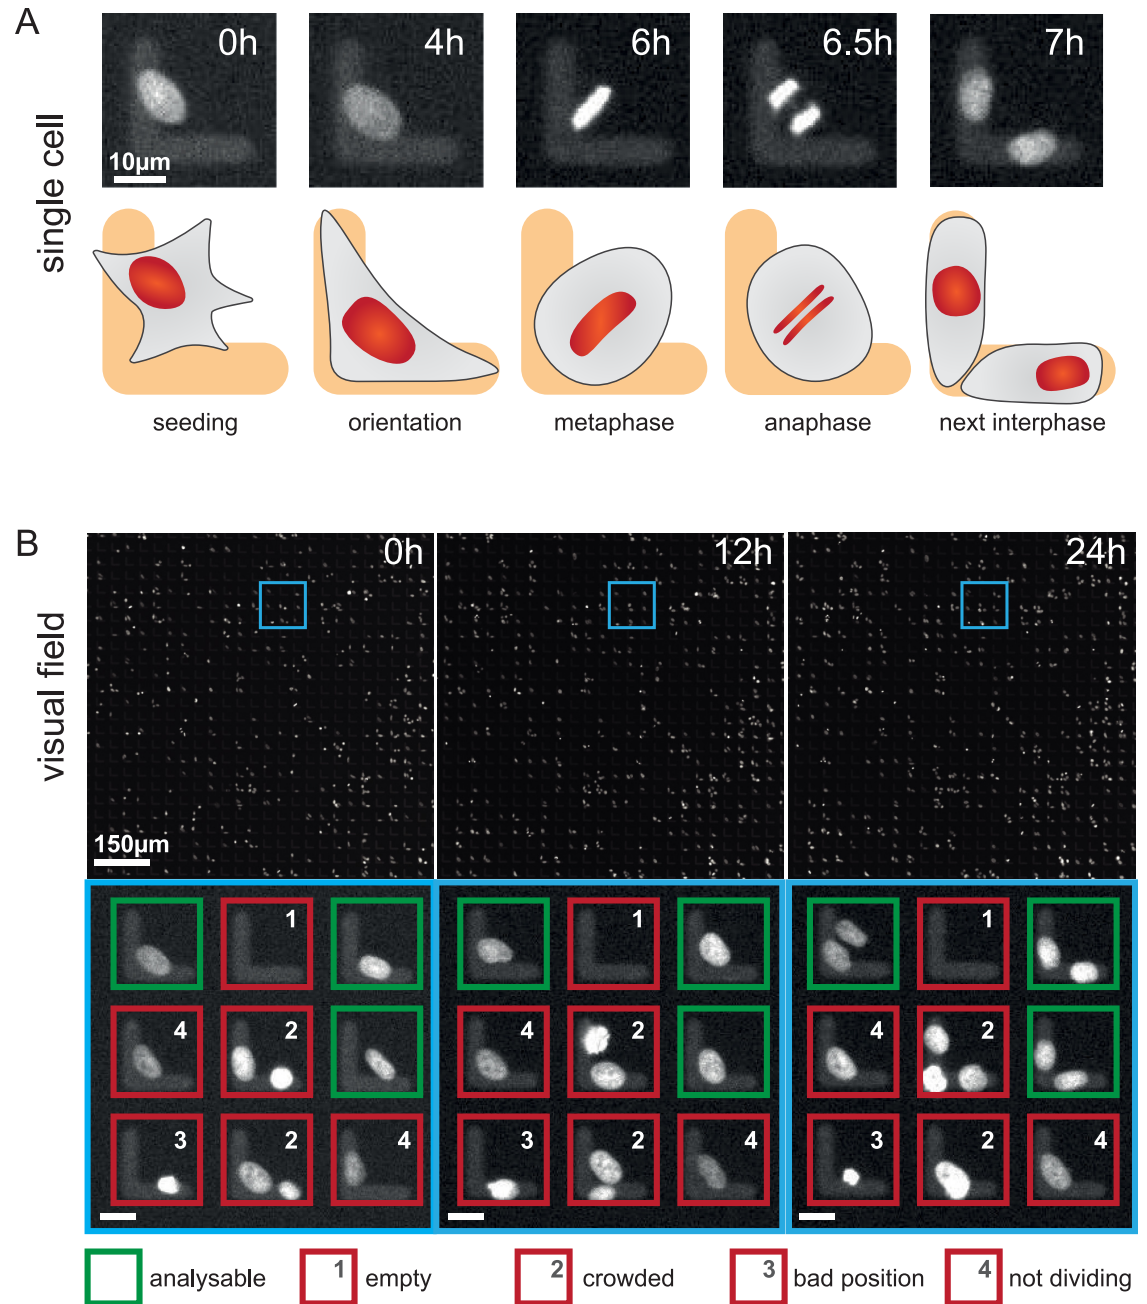 A
single cell
0h 4h 6h 6.5h 7h
10µm
seeding orientation metaphase anaphase next interphase
B
visual field
0h 12h 24h
150µm
1 1 1
4 2 4 2 4 2
3 2 4 3 2 4 3 2 4
analysable 1 empty 2 crowded 3 bad position 4 not dividing